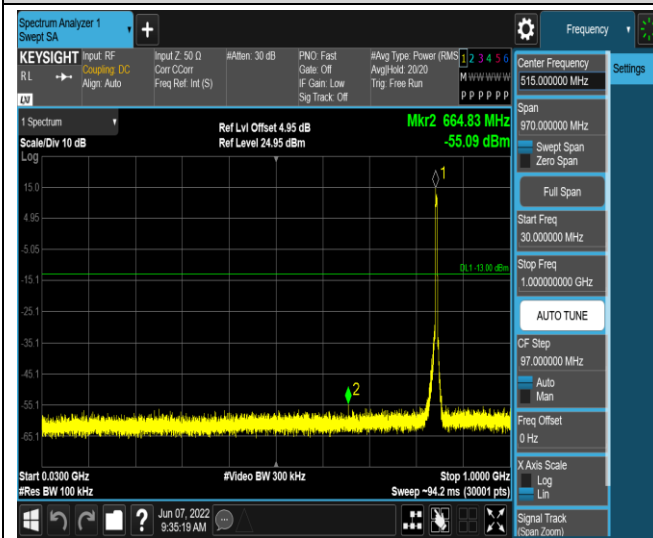 Spectrum Analyzer 1
Swept SA
+
Frequency
KEYSIGHT
RL
LXI
Input: RF
Coupling: DC
Align: Auto
Input Z: 50 Ω
Corr CCorr
Freq Ref: Int (S)
#Atten: 30 dB
PNO: Fast
Gate: Off
IF Gain: Low
Sig Track: Off
#Avg Type: Power (RMS
Avg|Hold: 20/20
Trig: Free Run
1 2 3 4 5 6
M W W W W W
P P P P P P
Center Frequency
515.000000 MHz
Settings
Span
970.000000 MHz
Swept Span
Zero Span
Full Span
Start Freq
30.000000 MHz
Stop Freq
1.000000000 GHz
AUTO TUNE
CF Step
97.000000 MHz
Auto
Man
Freq Offset
0 Hz
X Axis Scale
Log
Lin
Signal Track
(Span Zoom)
1 Spectrum
Scale/Div 10 dB
Log
Ref Lvl Offset 4.95 dB
Ref Level 24.95 dBm
Mkr2 664.83 MHz
-55.09 dBm
15.0
4.95
-5.05
-15.1
-25.1
-35.1
-45.1
-55.1
-65.1
1
DL1 -13.00 dBm
2
Start 0.0300 GHz
#Res BW 100 kHz
#Video BW 300 kHz
Stop 1.0000 GHz
Sweep ~94.2 ms (30001 pts)
?
Jun 07, 2022
9:35:19 AM